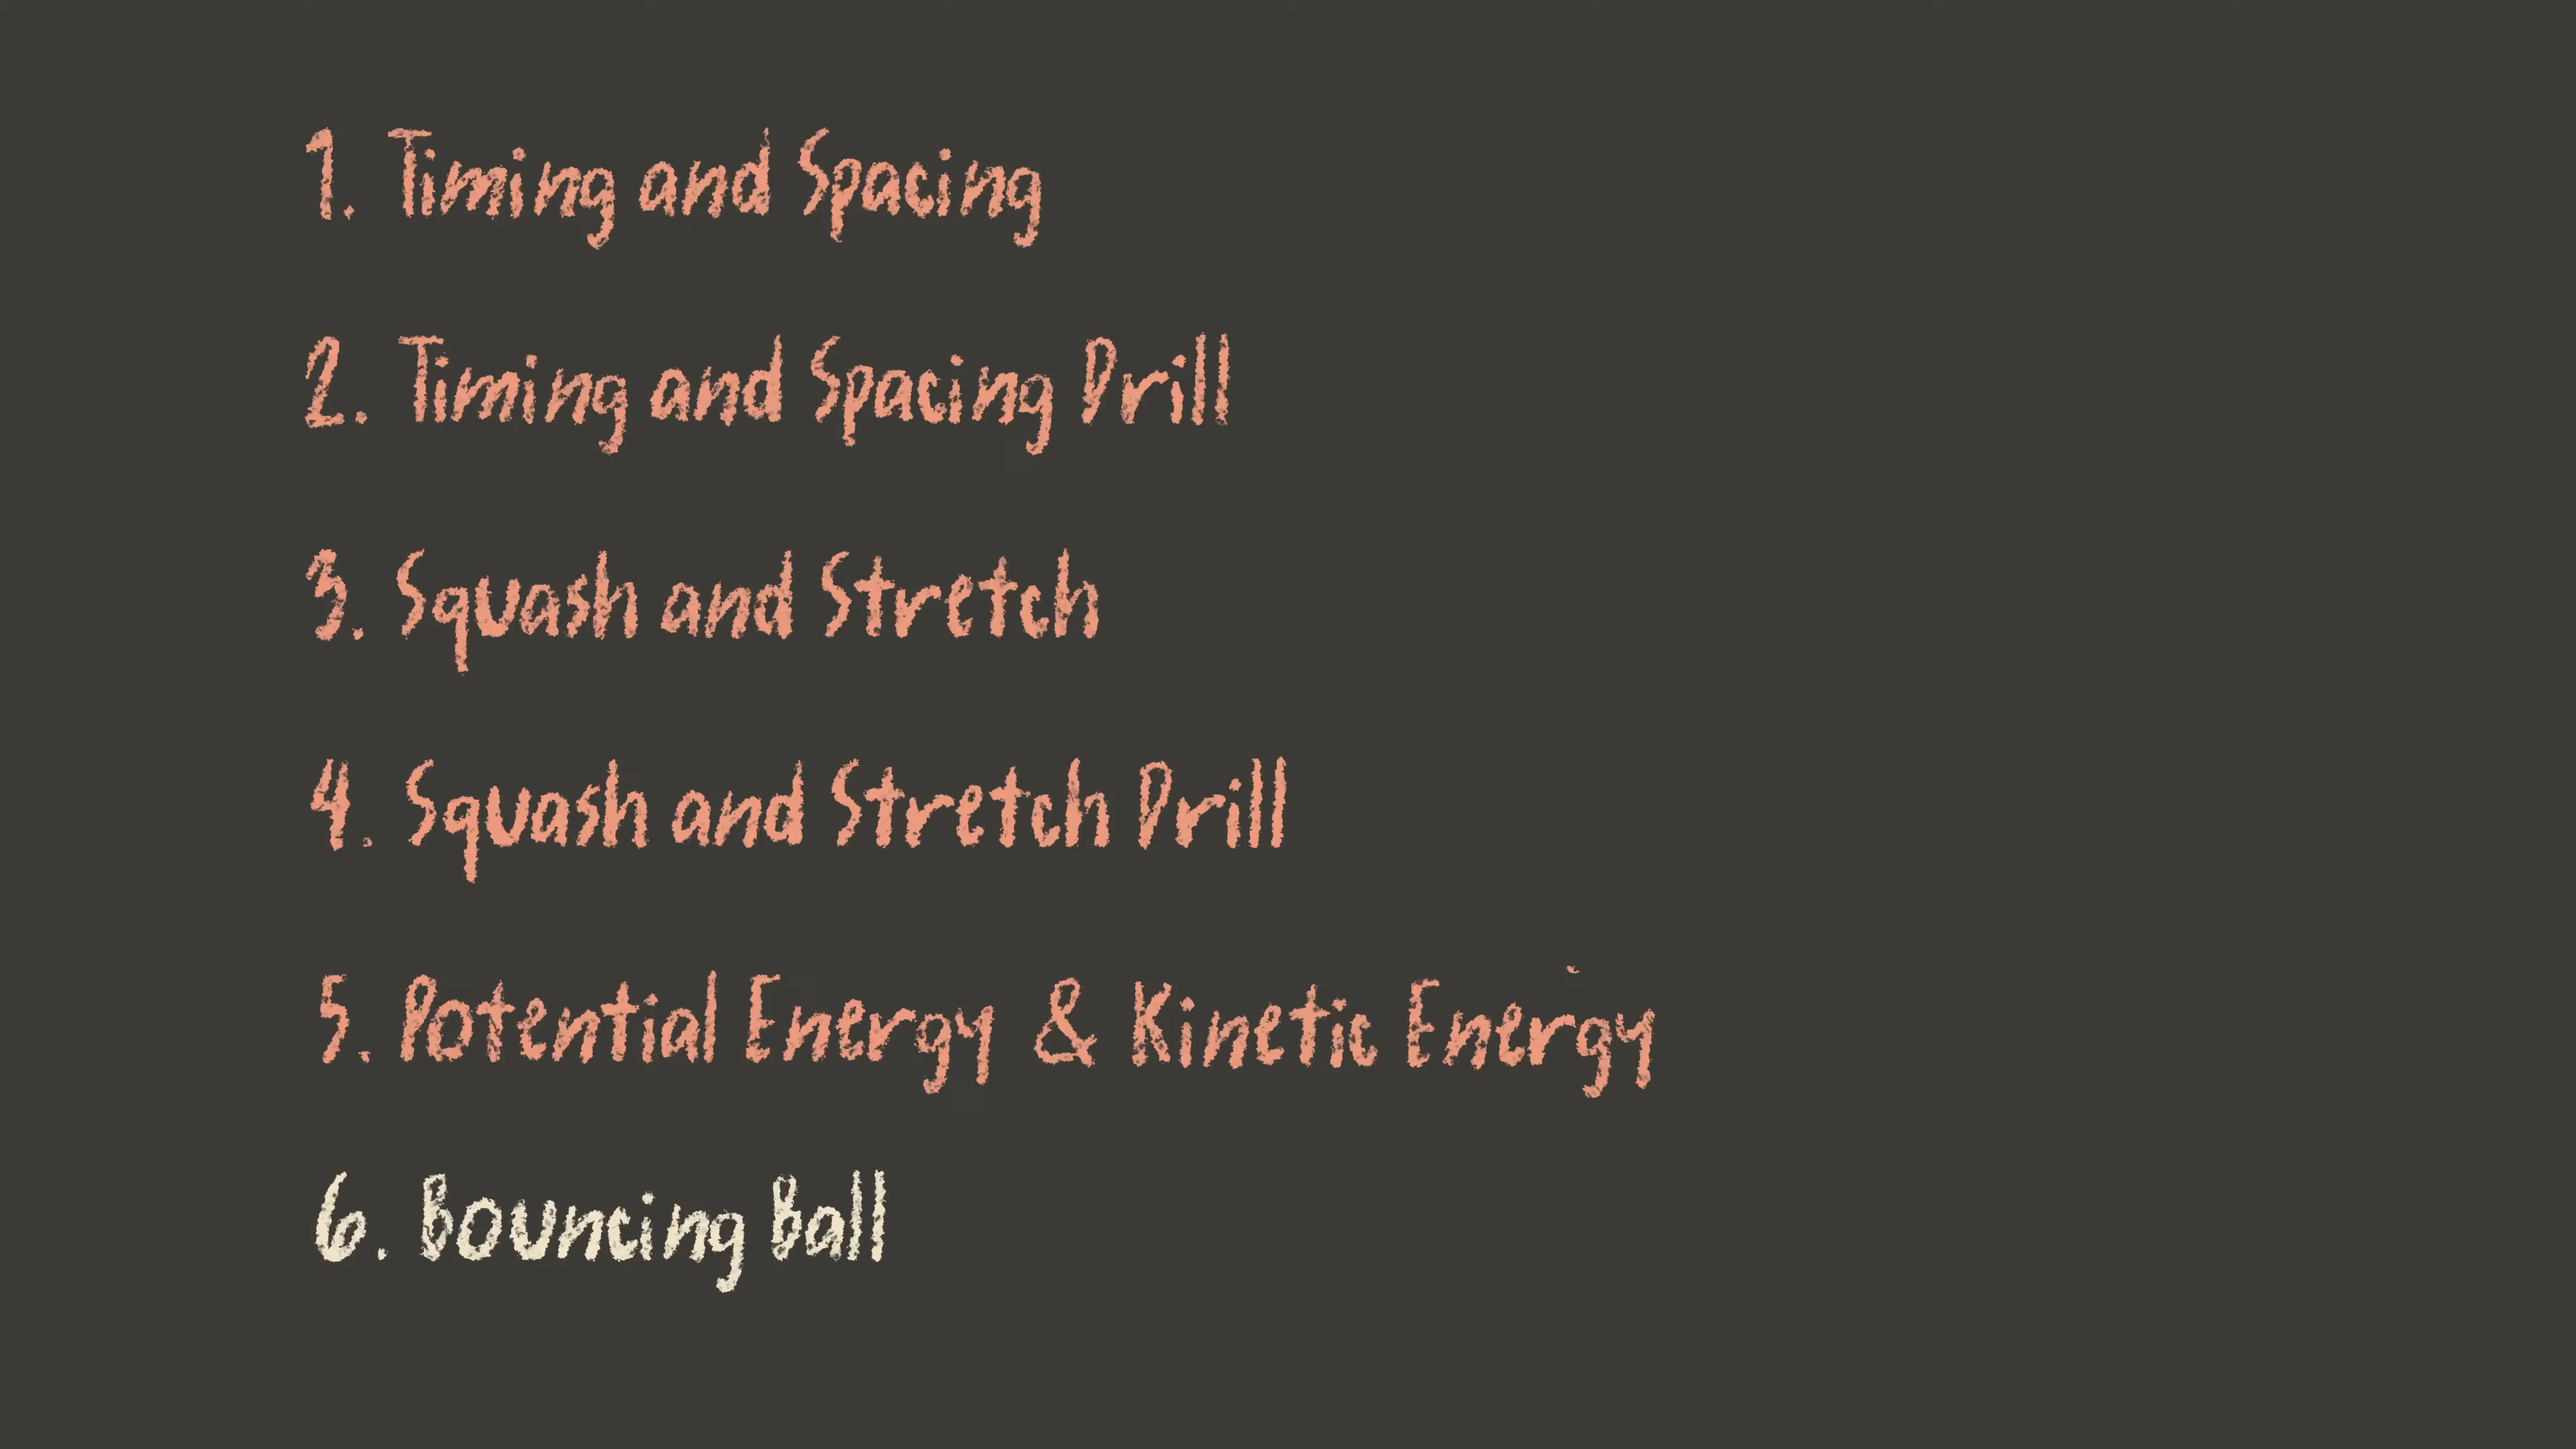 1. Timing and Spacing
2. Timing and Spacing Drill
3. Squash and Stretch
4. Squash and Stretch Drill
5. Potential Energy & Kinetic Energy
6. Bouncing Ball